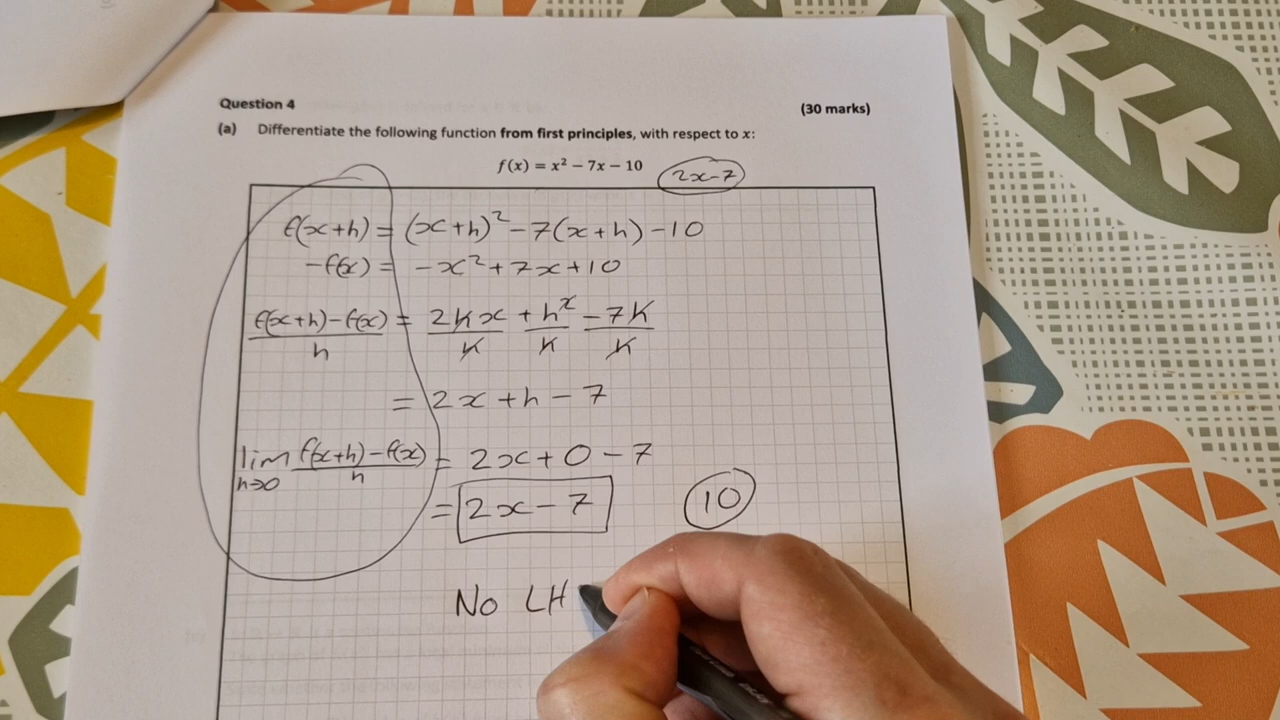 Question 4 (30 marks)
(a) Differentiate the following function from first principles, with respect to x:
f(x) = x² − 7x − 10 2x-7
f(x+h) = (x+h)² - 7(x+h) - 10
-f(x) = -x² + 7x + 10
f(x+h) - f(x) / h = 2hx / h + h² / h - 7h / h
= 2x + h - 7
lim h→0 f(x+h) - f(x) / h = 2x + 0 - 7
= 2x - 7 10
No LH